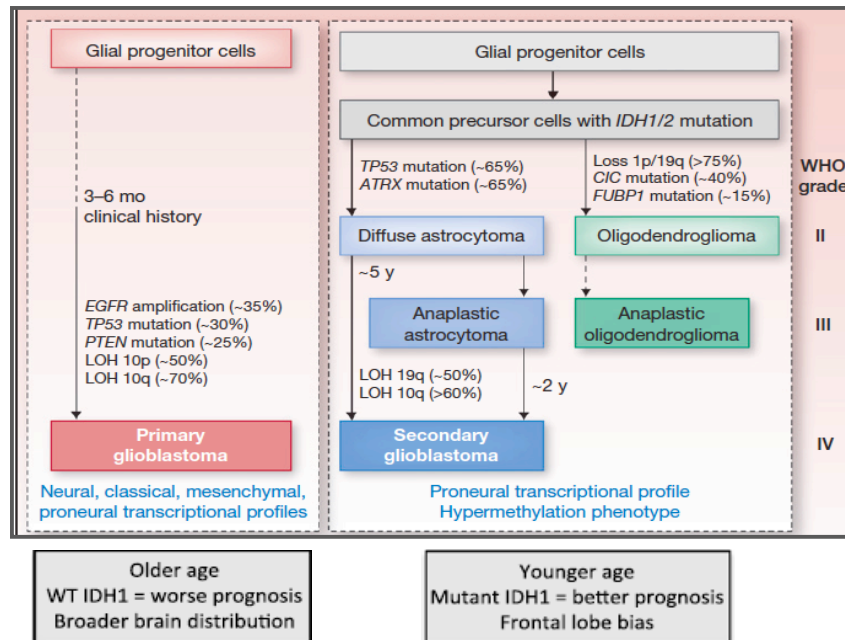 Glial progenitor cells
3–6 mo
clinical history
EGFR amplification (~35%)
TP53 mutation (~30%)
PTEN mutation (~25%)
LOH 10p (~50%)
LOH 10q (~70%)
Primary
glioblastoma
Neural, classical, mesenchymal,
proneural transcriptional profiles
Glial progenitor cells
Common precursor cells with IDH1/2 mutation
TP53 mutation (~65%)
ATRX mutation (~65%)
Loss 1p/19q (>75%)
CIC mutation (~40%)
FUBP1 mutation (~15%)
WHO
grade
Diffuse astrocytoma
Oligodendroglioma
II
~5 y
Anaplastic
astrocytoma
Anaplastic
oligodendroglioma
III
LOH 19q (~50%)
LOH 10q (>60%)
~2 y
Secondary
glioblastoma
IV
Proneural transcriptional profile
Hypermethylation phenotype
Older age
WT IDH1 = worse prognosis
Broader brain distribution
Younger age
Mutant IDH1 = better prognosis
Frontal lobe bias